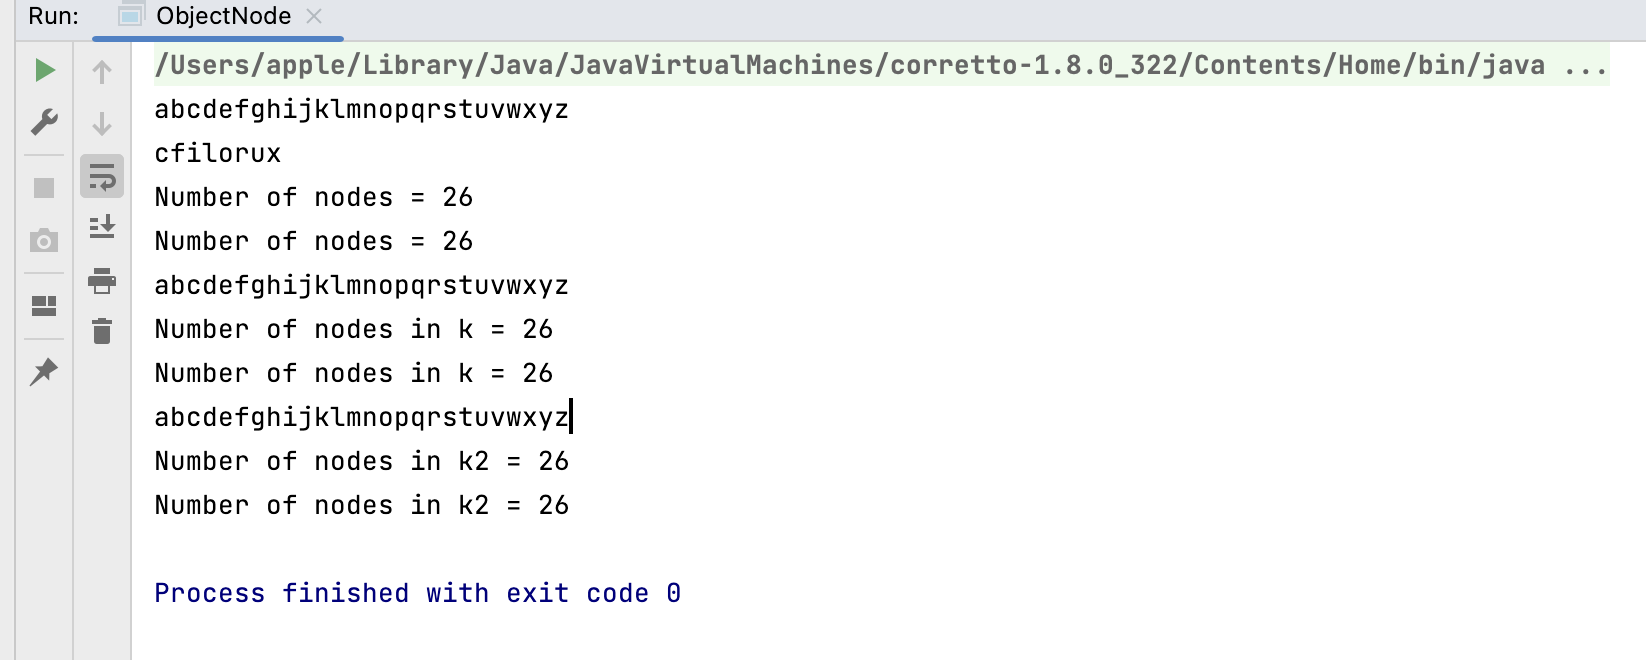 Run: ObjectNode
/Users/apple/Library/Java/JavaVirtualMachines/corretto-1.8.0_322/Contents/Home/bin/java ...
abcdefghijklmnopqrstuvwxyz
cfilorux
Number of nodes = 26
Number of nodes = 26
abcdefghijklmnopqrstuvwxyz
Number of nodes in k = 26
Number of nodes in k = 26
abcdefghijklmnopqrstuvwxyz
Number of nodes in k2 = 26
Number of nodes in k2 = 26
Process finished with exit code 0